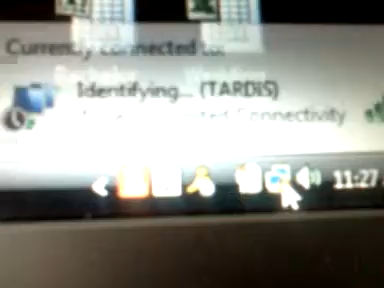 Currently connected to:
Identifying... (TARDIS)
Connectivity
11:27